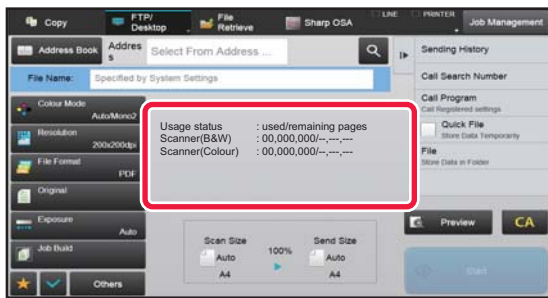 Copy
FTP/
Desktop
File
Retrieve
Sharp OSA
LINE
PRINTER
Job Management
Address Book
Addres
s
Select From Address ...
Sending History
File Name:
Specified by System Settings
Call Search Number
Colour Mode
Auto/Mono2
Call Program
Call Registered settings
Usage status : used/remaining pages
Scanner(B&W) : 00,000,000/--,---,---
Scanner(Colour) : 00,000,000/--,---,---
Quick File
Store Data Temporarily
Resolution
200x200dpi
File
Store Data in Folder
File Format
PDF
Original
Exposure
Auto
Preview
CA
Job Build
Scan Size
100%
Send Size
Auto
Auto
A4
A4
Start
Others